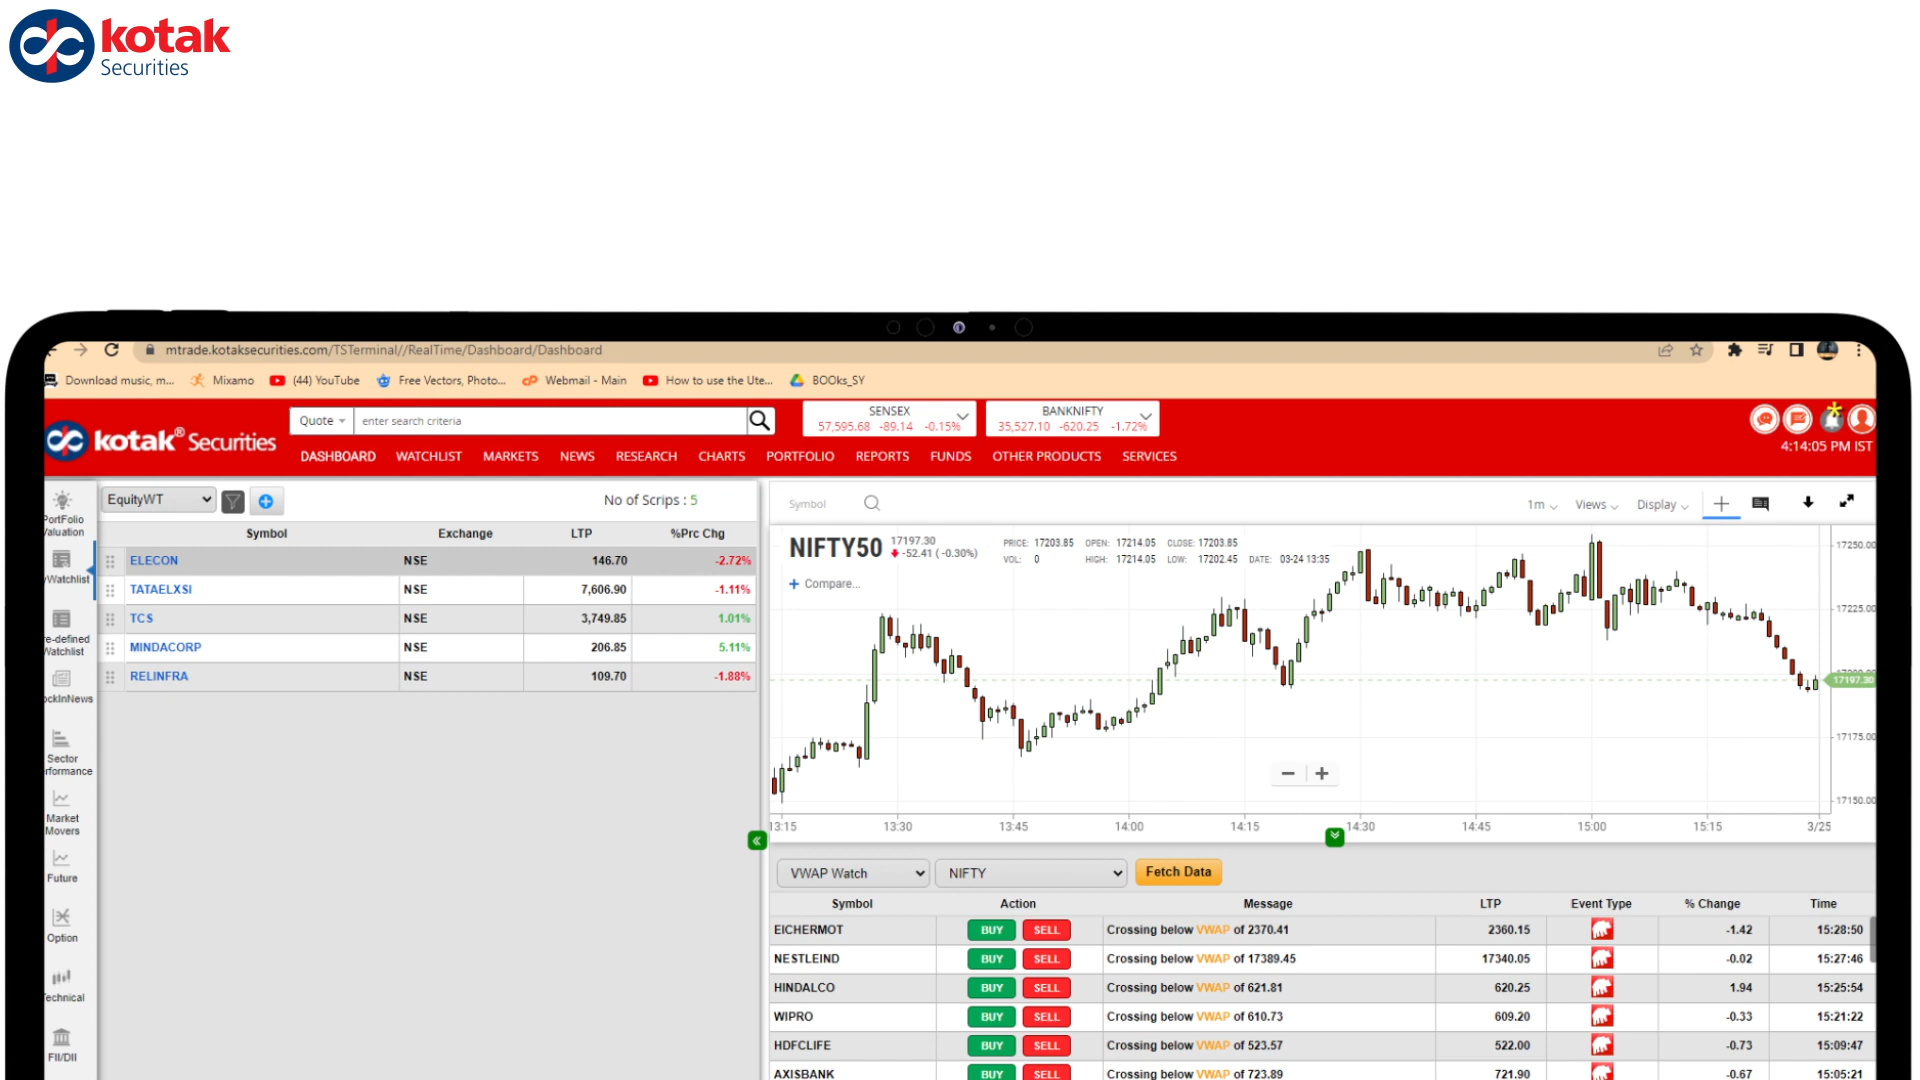 kotak
Securities
mtrade.kotaksecurities.com/TSTerminal//RealTime/Dashboard/Dashboard
Download music, m... Mixamo (44) YouTube Free Vectors, Photo... Webmail - Main How to use the Ute... BOOks_SY
kotak® Securities
Quote enter search criteria
SENSEX
57,595.68 -89.14 -0.15%
BANKNIFTY
35,527.10 -620.25 -1.72%
4:14:05 PM IST
DASHBOARD WATCHLIST MARKETS NEWS RESEARCH CHARTS PORTFOLIO REPORTS FUNDS OTHER PRODUCTS SERVICES
PortFolio
Valuation
yWatchlist
re-defined
Watchlist
ockInNews
Sector
rformance
Market
Movers
Future
Option
echnical
FII/DII
EquityWT No of Scrips : 5
Symbol Exchange LTP %Prc Chg
ELECON NSE 146.70 -2.72%
TATAELXSI NSE 7,606.90 -1.11%
TCS NSE 3,749.85 1.01%
MINDACORP NSE 206.85 5.11%
RELINFRA NSE 109.70 -1.88%
Symbol 1m Views Display
NIFTY50 17197.30
-52.41 (-0.30%)
PRICE: 17203.85 OPEN: 17214.05 CLOSE: 17203.85
VOL: 0 HIGH: 17214.05 LOW: 17202.45 DATE: 03-24 13:35
+ Compare...
17250.00
17225.00
17197.30
17175.00
17150.00
13:15 13:30 13:45 14:00 14:15 14:30 14:45 15:00 15:15 3/25
VWAP Watch NIFTY Fetch Data
Symbol Action Message LTP Event Type % Change Time
EICHERMOT BUY SELL Crossing below VWAP of 2370.41 2360.15 -1.42 15:28:50
NESTLEIND BUY SELL Crossing below VWAP of 17389.45 17340.05 -0.02 15:27:46
HINDALCO BUY SELL Crossing below VWAP of 621.81 620.25 1.94 15:25:54
WIPRO BUY SELL Crossing below VWAP of 610.73 609.20 -0.33 15:21:22
HDFCLIFE BUY SELL Crossing below VWAP of 523.57 522.00 -0.73 15:09:47
AXISBANK BUY SELL Crossing below VWAP of 723.89 721.90 -0.67 15:05:21